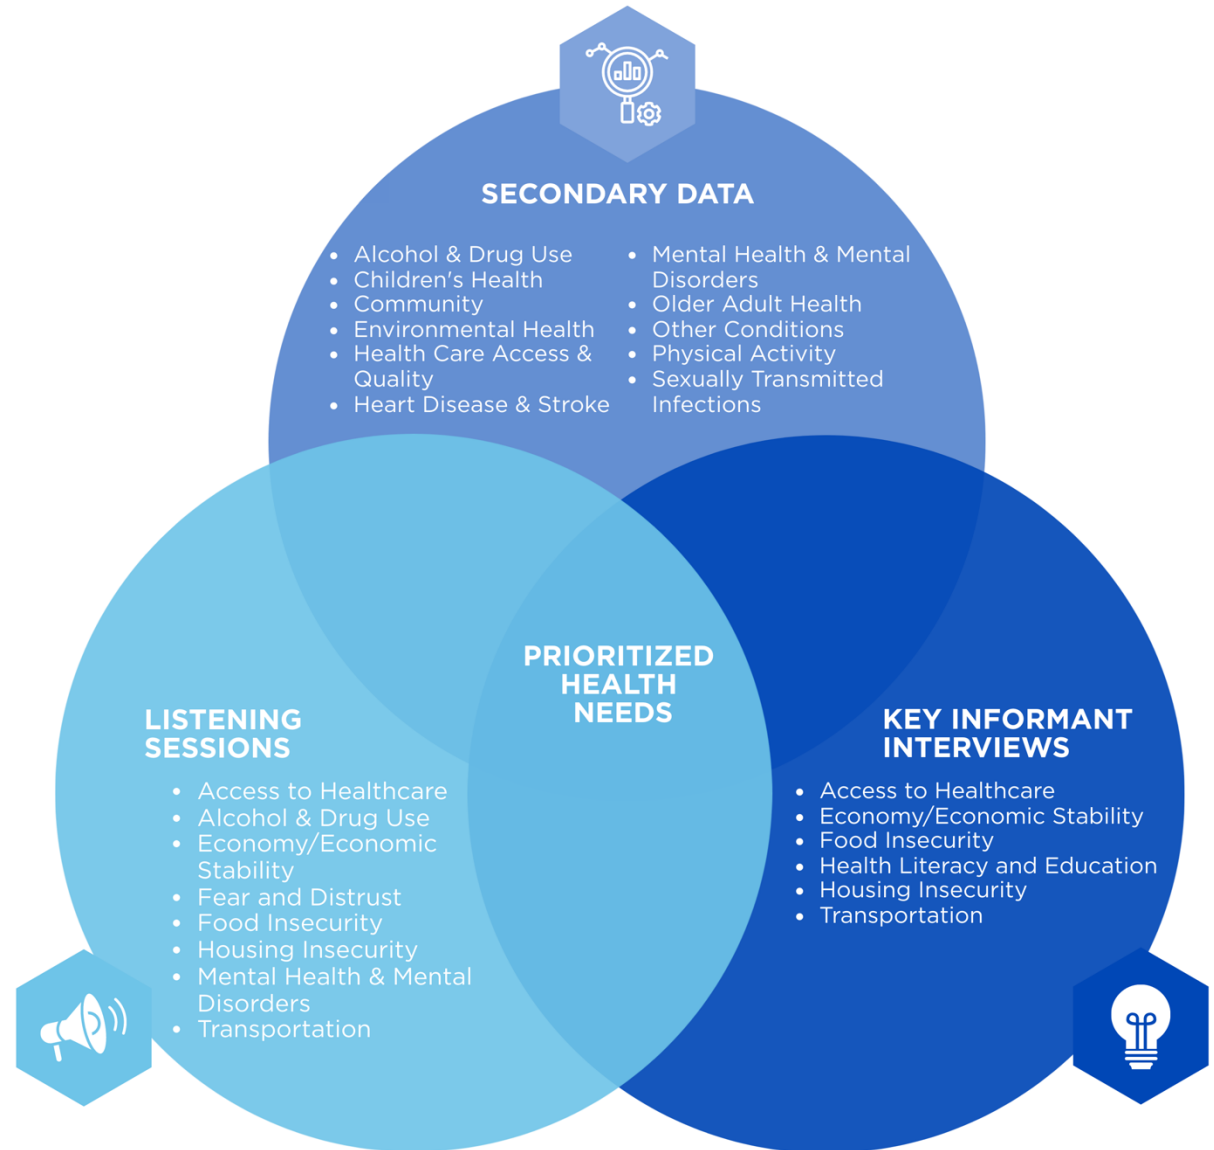 SECONDARY DATA
• Alcohol & Drug Use
• Children's Health
• Community
• Environmental Health
• Health Care Access &
Quality
• Heart Disease & Stroke
• Mental Health & Mental
Disorders
• Older Adult Health
• Other Conditions
• Physical Activity
• Sexually Transmitted
Infections
PRIORITIZED
HEALTH
NEEDS
LISTENING
SESSIONS
• Access to Healthcare
• Alcohol & Drug Use
• Economy/Economic
Stability
• Fear and Distrust
• Food Insecurity
• Housing Insecurity
• Mental Health & Mental
Disorders
• Transportation
KEY INFORMANT
INTERVIEWS
• Access to Healthcare
• Economy/Economic Stability
• Food Insecurity
• Health Literacy and Education
• Housing Insecurity
• Transportation